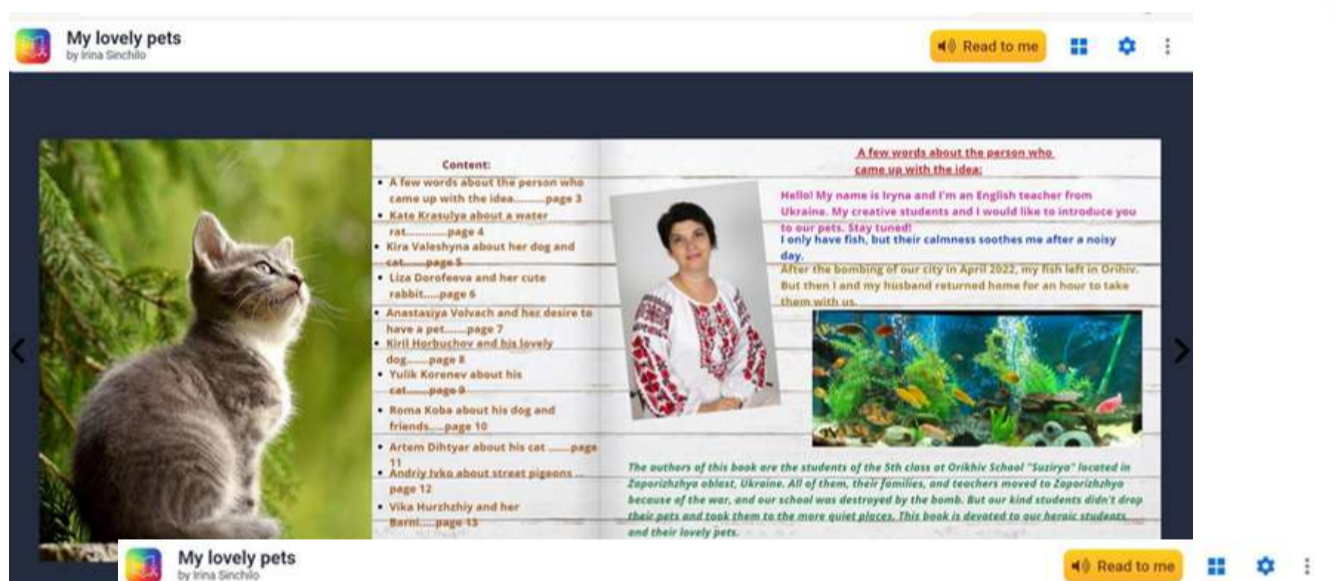 My lovely pets
by Irina Sinchilo
Read to me
Content:
• A few words about the person who
came up with the idea..........page 3
• Kate Krasulya about a water
rat.............page 4
• Kira Valeshyna about her dog and
cat......page 5
• Liza Dorofeeva and her cute
rabbit.....page 6
• Anastasiya Volvach and her desire to
have a pet.......page 7
• Kiril Horbuchov and his lovely
dog.......page 8
• Yulik Korenev about his
cat.......page 9
• Roma Koba about his dog and
friends.....page 10
• Artem Dihtyar about his cat .......page
11
• Andriy Ivko about street pigeons ...
page 12
• Vika Hurzhzhiy and her
Barni.....page 13
A few words about the person who
came up with the idea:
Hello! My name is Iryna and I'm an English teacher from
Ukraine. My creative students and I would like to introduce you
to our pets. Stay tuned!
I only have fish, but their calmness soothes me after a noisy
day.
After the bombing of our city in April 2022, my fish left in Orihiv.
But then I and my husband returned home for an hour to take
them with us.
The authors of this book are the students of the 5th class at Orikhiv School "Suzirya" located in
Zaporizhzhya oblast, Ukraine. All of them, their families, and teachers moved to Zaporizhzhya
because of the war, and our school was destroyed by the bomb. But our kind students didn't drop
their pets and took them to the more quiet places. This book is devoted to our heroic students
and their lovely pets.
My lovely pets
by Irina Sinchilo
Read to me